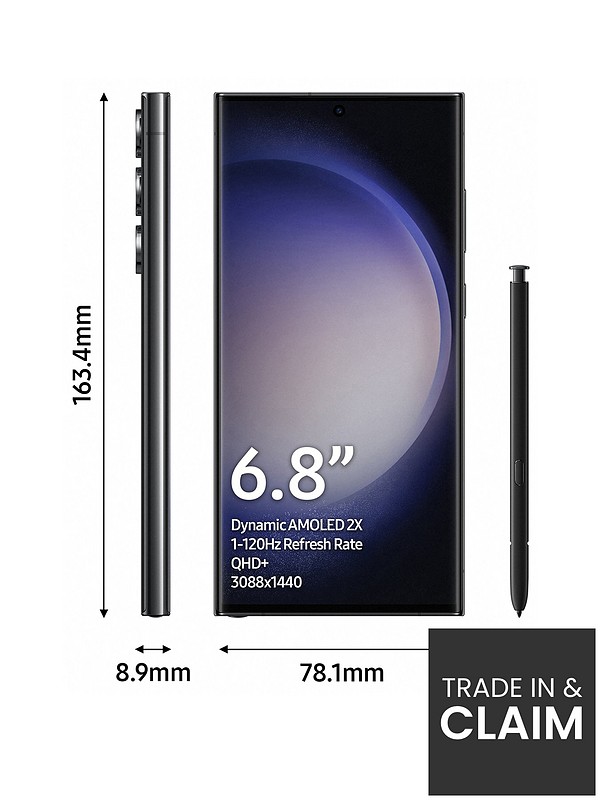 163.4mm
6.8”
Dynamic AMOLED 2X
1-120Hz Refresh Rate
QHD+
3088x1440
8.9mm
78.1mm
TRADE IN &
CLAIM